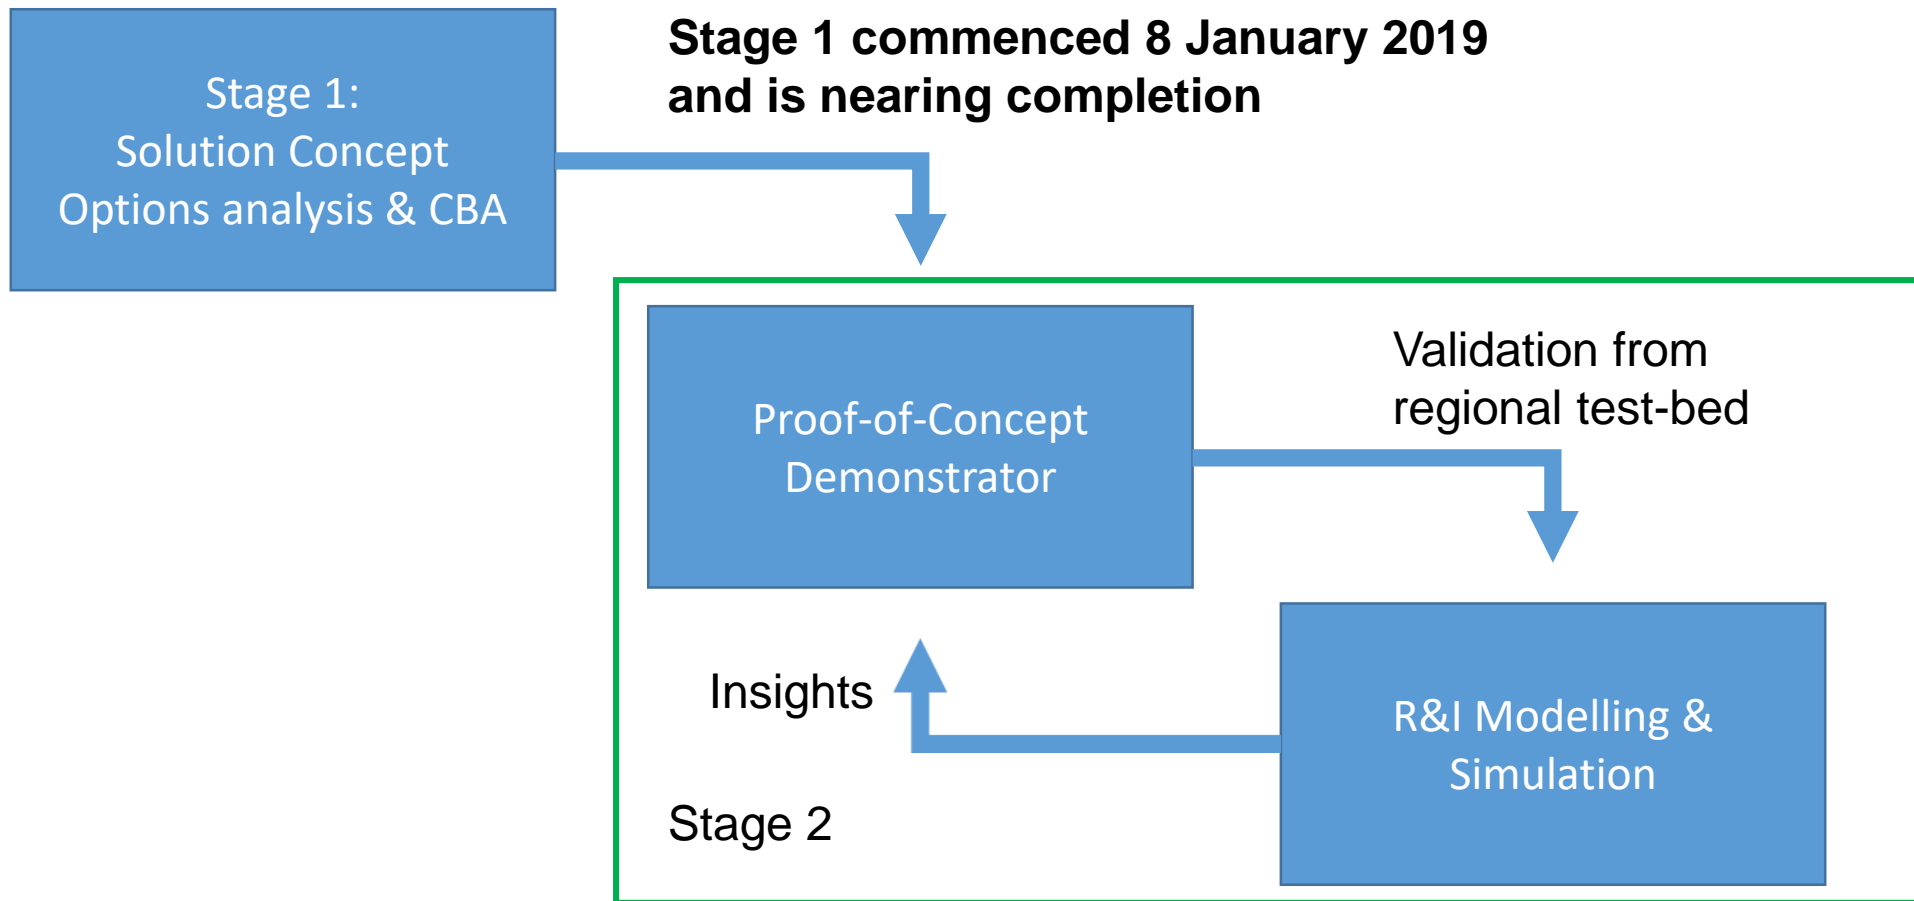 Stage 1 commenced 8 January 2019
and is nearing completion
Stage 1:
Solution Concept
Options analysis & CBA
Proof-of-Concept
Demonstrator
Validation from
regional test-bed
Insights
R&I Modelling &
Simulation
Stage 2